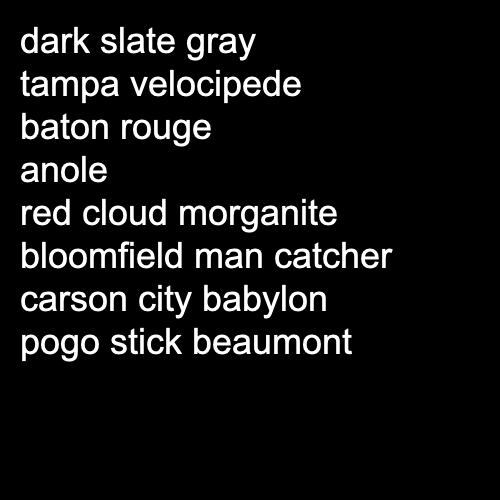 dark slate gray
tampa velocipede
baton rouge
anole
red cloud morganite
bloomfield man catcher
carson city babylon
pogo stick beaumont